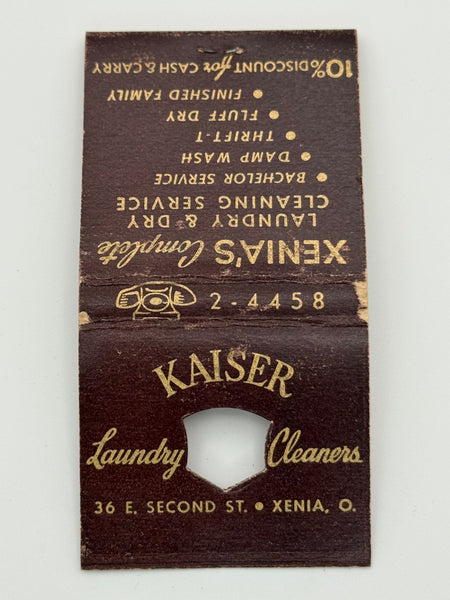 XENIA'S Complete
LAUNDRY & DRY
CLEANING SERVICE
• BACHELOR SERVICE
• DAMP WASH
• THRIFT-T
• FLUFF DRY
• FINISHED FAMILY
10% DISCOUNT for CASH & CARRY
2-4458
KAISER
Laundry Cleaners
36 E. SECOND ST. • XENIA, O.